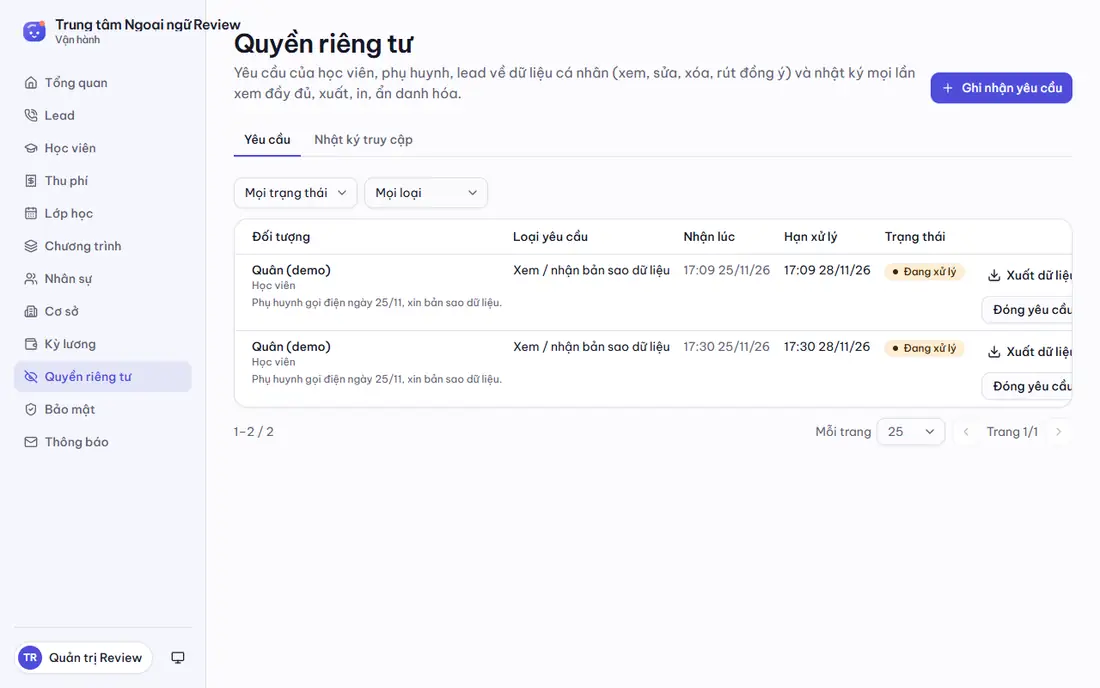 Trung tâm Ngoại ngữ Review
Vận hành
Tổng quan
Lead
Học viên
Thu phí
Lớp học
Chương trình
Nhân sự
Cơ sở
Kỳ lương
Quyền riêng tư
Bảo mật
Thông báo
TR Quản trị Review
Quyền riêng tư
Yêu cầu của học viên, phụ huynh, lead về dữ liệu cá nhân (xem, sửa, xóa, rút đồng ý) và nhật ký mọi lần
xem đầy đủ, xuất, in, ẩn danh hóa.
+ Ghi nhận yêu cầu
Yêu cầu Nhật ký truy cập
Mọi trạng thái Mọi loại
Đối tượng Loại yêu cầu Nhận lúc Hạn xử lý Trạng thái
Quân (demo) Xem / nhận bản sao dữ liệu 17:09 25/11/26 17:09 28/11/26 Đang xử lý Xuất dữ liệu
Học viên
Phụ huynh gọi điện ngày 25/11, xin bản sao dữ liệu.
Đóng yêu cầu
Quân (demo) Xem / nhận bản sao dữ liệu 17:30 25/11/26 17:30 28/11/26 Đang xử lý Xuất dữ liệu
Học viên
Phụ huynh gọi điện ngày 25/11, xin bản sao dữ liệu.
Đóng yêu cầu
1–2 / 2 Mỗi trang 25 Trang 1/1